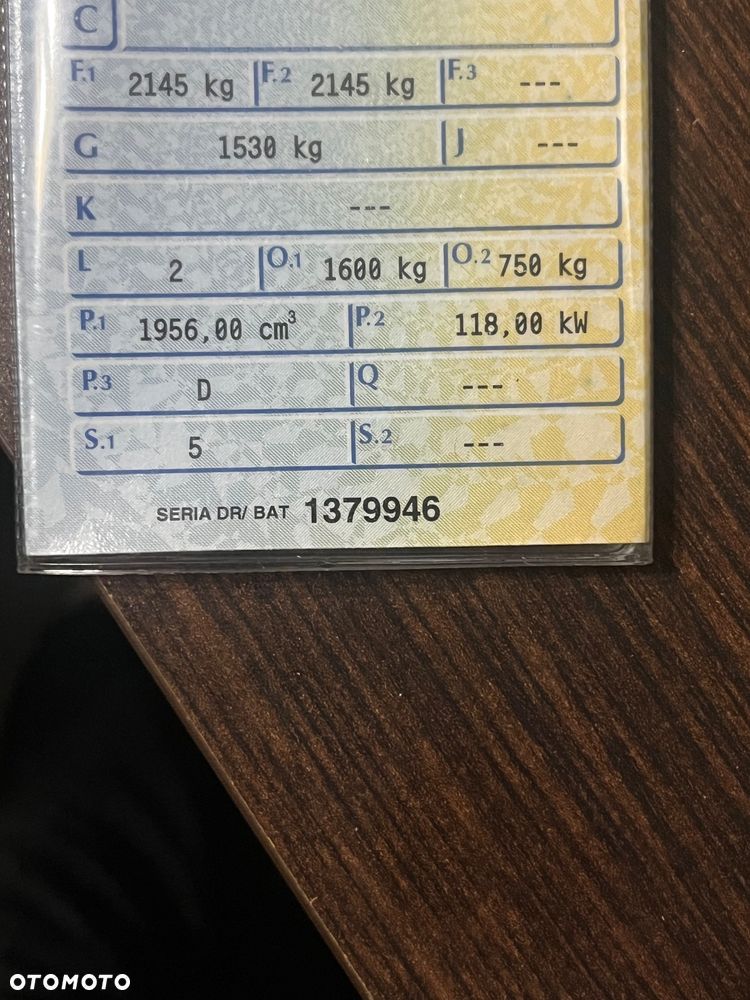 C
F.1 2145 kg F.2 2145 kg F.3 ---
G 1530 kg J ---
K ---
L 2 O.1 1600 kg O.2 750 kg
P.1 1956,00 cm³ P.2 118,00 kW
P.3 D Q ---
S.1 5 S.2 ---
SERIA DR/ BAT 1379946
OTOMOTO